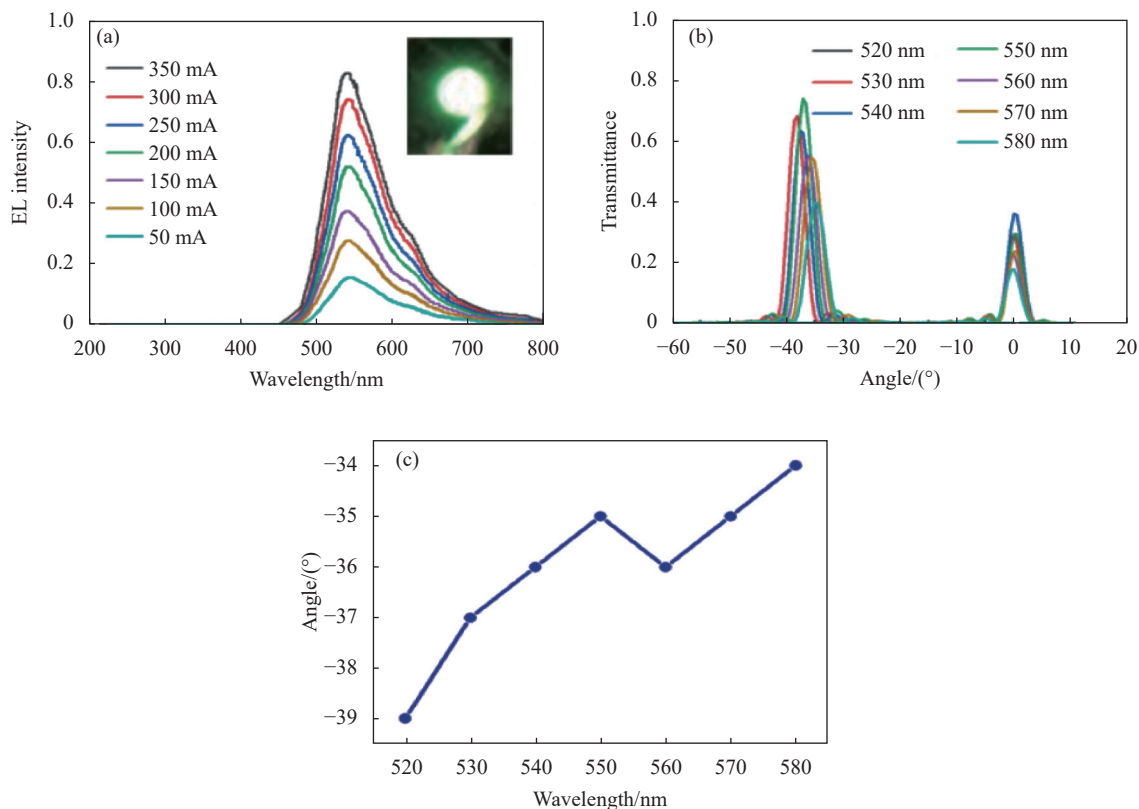 (a)
1.0
0.8
0.6
0.4
0.2
0
EL intensity
350 mA
300 mA
250 mA
200 mA
150 mA
100 mA
50 mA
200 300 400 500 600 700 800
Wavelength/nm
(b)
1.0
0.8
0.6
0.4
0.2
0
Transmittance
520 nm
530 nm
540 nm
550 nm
560 nm
570 nm
580 nm
−60 −50 −40 −30 −20 −10 0 10 20
Angle/(°)
(c)
−34
−35
−36
−37
−38
−39
Angle/(°)
520 530 540 550 560 570 580
Wavelength/nm